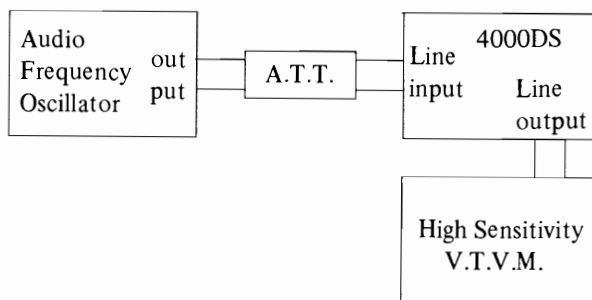 Audio
Frequency
Oscillator
out
put
A.T.T.
4000DS
Line
input
Line
output
High Sensitivity
V.T.V.M.